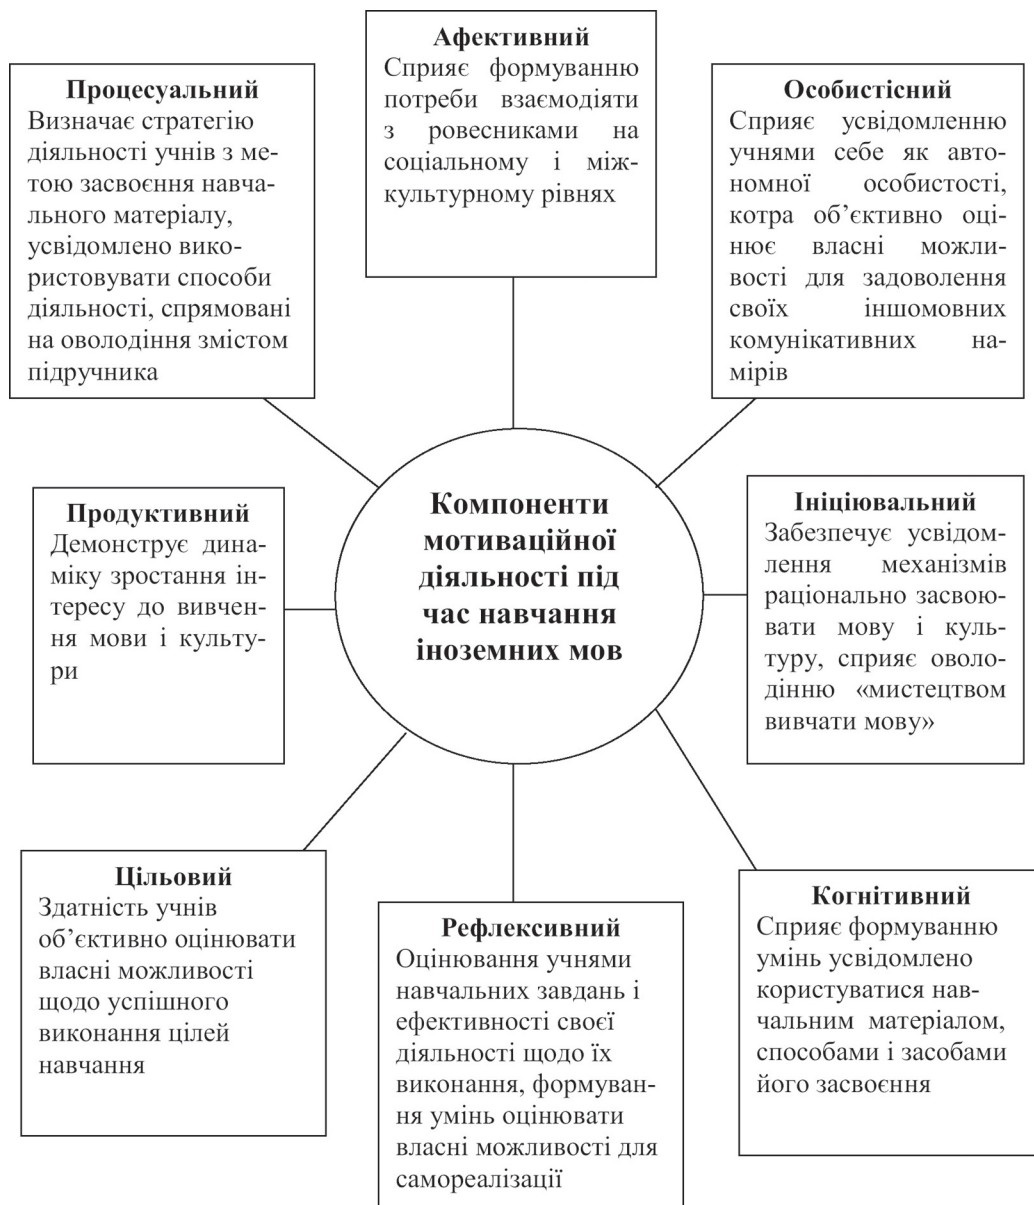 Афективний
Сприяє формуванню
потреби взаємодіяти
з ровесниками на
соціальному і між-
культурному рівнях
Процесуальний
Визначає стратегію
діяльності учнів з ме-
тою засвоєння навча-
льного матеріалу,
усвідомлено вико-
ристовувати способи
діяльності, спрямовані
на оволодіння змістом
підручника
Особистісний
Сприяє усвідомленню
учнями себе як авто-
номної особистості,
котра об’єктивно оці-
нює власні можли-
вості для задоволення
своїх іншомовних
комунікативних на-
мірів
Компоненти
мотиваційної
діяльності під
час навчання
іноземних мов
Продуктивний
Демонструє дина-
міку зростання ін-
тересу до вивчен-
ня мови і культу-
ри
Ініціювальний
Забезпечує усвідом-
лення механізмів
раціонально засвою-
вати мову і куль-
туру, сприяє оволо-
дінню «мистецтвом
вивчати мову»
Цільовий
Здатність учнів
об’єктивно оцінювати
власні можливості
щодо успішного
виконання цілей
навчання
Рефлексивний
Оцінювання учнями
навчальних завдань і
ефективності своєї
діяльності щодо їх
виконання, формуван-
ня умінь оцінювати
власні можливості для
самореалізації
Когнітивний
Сприяє формуванню
умінь усвідомлено
користуватися нав-
чальним матеріалом,
способами і засобами
його засвоєння